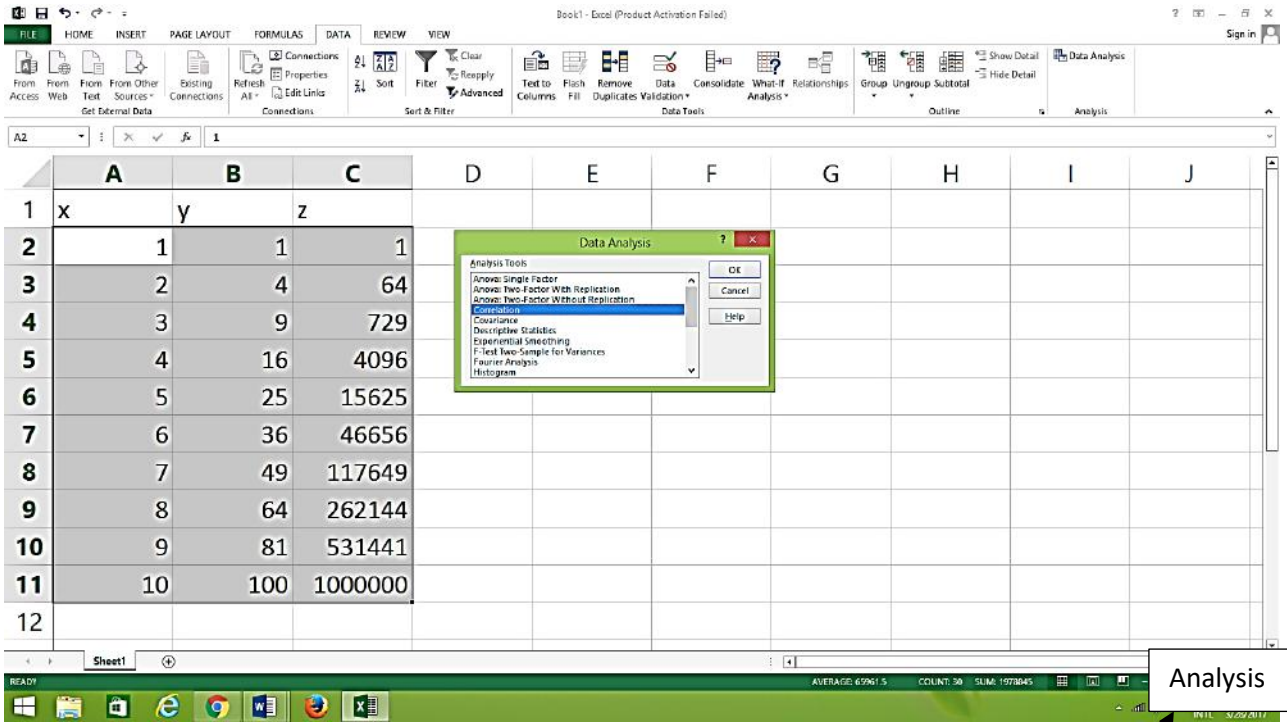 Book1 - Excel (Product Activation Failed)
FILE HOME INSERT PAGE LAYOUT FORMULAS DATA REVIEW VIEW Sign in
From Access From Web From Text From Other Sources Existing Connections Refresh All Connections Properties Edit Links Sort Filter Clear Reapply Advanced Text to Columns Flash Fill Remove Duplicates Data Validation Consolidate What-If Analysis Relationships Group Ungroup Subtotal Show Detail Hide Detail Data Analysis
Get External Data Connections Sort & Filter Data Tools Outline Analysis
A2 fx 1
A B C D E F G H I J
1 x y z
2 1 1 1
3 2 4 64
4 3 9 729
5 4 16 4096
6 5 25 15625
7 6 36 46656
8 7 49 117649
9 8 64 262144
10 9 81 531441
11 10 100 1000000
12
Data Analysis ?
Analysis Tools
Anova: Single Factor
Anova: Two-Factor With Replication
Anova: Two-Factor Without Replication
Correlation
Covariance
Descriptive Statistics
Exponential Smoothing
F-Test Two-Sample for Variances
Fourier Analysis
Histogram
OK
Cancel
Help
Sheet1
READY AVERAGE: 65961.5 COUNT: 30 SUM: 1978845
Analysis
INTL 3/28/2017